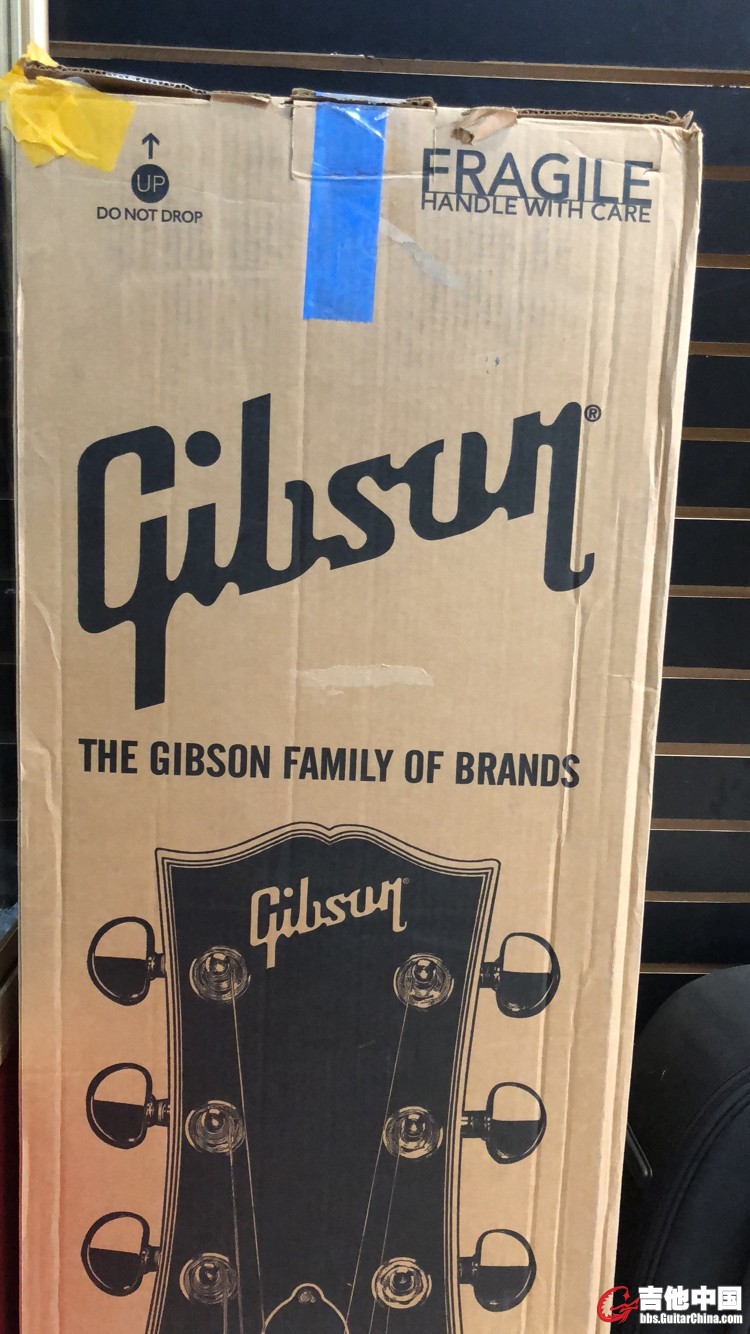 UP
DO NOT DROP
FRAGILE
HANDLE WITH CARE
Gibson®
THE GIBSON FAMILY OF BRANDS
Gibson
吉他中国
bbs.GuitarChina.com